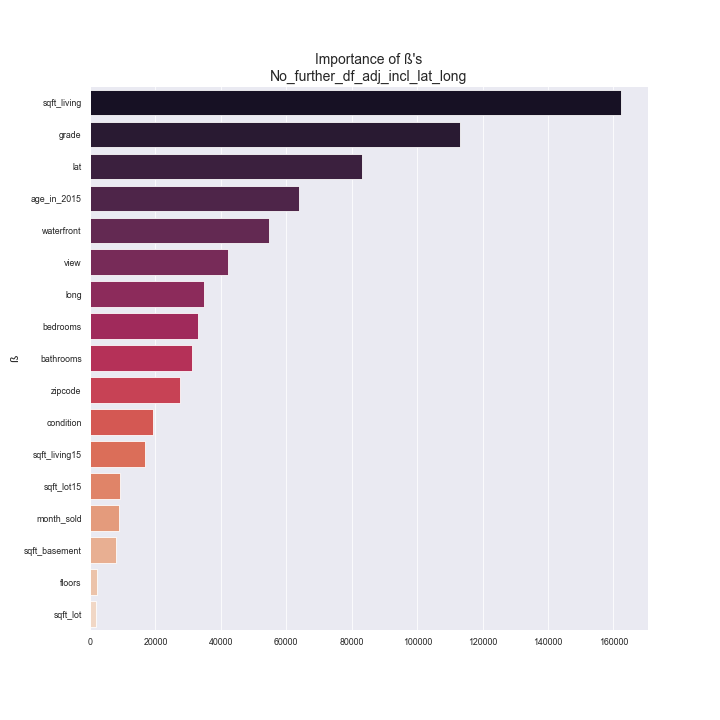 Importance of ß's
No_further_df_adj_incl_lat_long
ß
sqft_living
grade
lat
age_in_2015
waterfront
view
long
bedrooms
bathrooms
zipcode
condition
sqft_living15
sqft_lot15
month_sold
sqft_basement
floors
sqft_lot
0 20000 40000 60000 80000 100000 120000 140000 160000